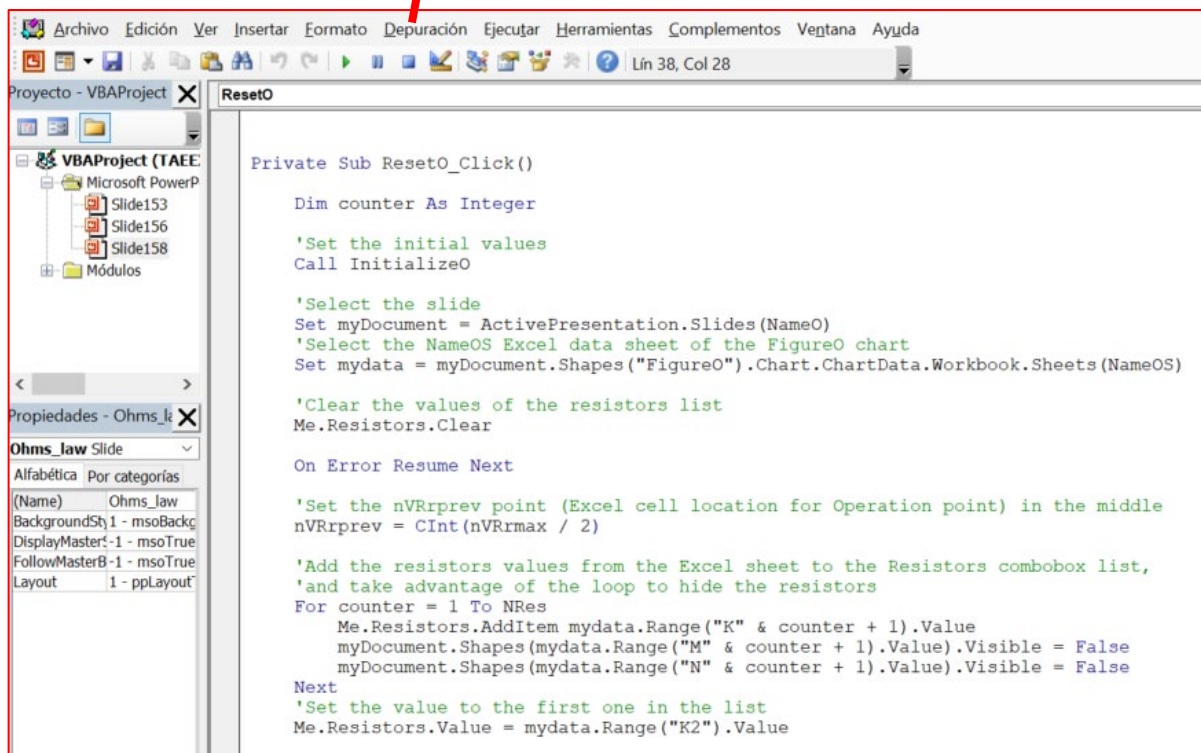 Archivo Edición Ver Insertar Formato Depuración Ejecutar Herramientas Complementos Ventana Ayuda
Lín 38, Col 28
Proyecto - VBAProject
VBAProject (TAEE
Microsoft PowerP
Slide153
Slide156
Slide158
Módulos
Propiedades - Ohms_la
Ohms_law Slide
Alfabética Por categorías
(Name) Ohms_law
BackgroundSty 1 - msoBackg
DisplayMasterS -1 - msoTrue
FollowMasterB -1 - msoTrue
Layout 1 - ppLayoutT
ResetO
Private Sub ResetO_Click()
Dim counter As Integer
'Set the initial values
Call InitializeO
'Select the slide
Set myDocument = ActivePresentation.Slides(NameO)
'Select the NameOS Excel data sheet of the FigureO chart
Set mydata = myDocument.Shapes("FigureO").Chart.ChartData.Workbook.Sheets(NameOS)
'Clear the values of the resistors list
Me.Resistors.Clear
On Error Resume Next
'Set the nVRrprev point (Excel cell location for Operation point) in the middle
nVRrprev = CInt(nVRrmax / 2)
'Add the resistors values from the Excel sheet to the Resistors combobox list,
'and take advantage of the loop to hide the resistors
For counter = 1 To NRes
Me.Resistors.AddItem mydata.Range("K" & counter + 1).Value
myDocument.Shapes(mydata.Range("M" & counter + 1).Value).Visible = False
myDocument.Shapes(mydata.Range("N" & counter + 1).Value).Visible = False
Next
'Set the value to the first one in the list
Me.Resistors.Value = mydata.Range("K2").Value